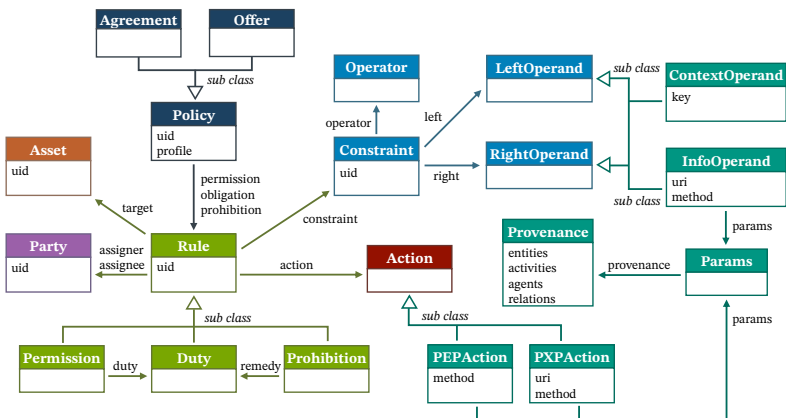 Agreement
Offer
sub class
Policy
uid
profile
permission
obligation
prohibition
Asset
uid
target
Party
uid
assigner
assignee
Rule
uid
constraint
action
sub class
Permission
duty
Duty
remedy
Prohibition
Operator
operator
left
Constraint
uid
right
LeftOperand
RightOperand
sub class
sub class
ContextOperand
key
InfoOperand
uri
method
params
Provenance
entities
activities
agents
relations
provenance
Params
params
Action
sub class
PEPAction
method
PXPAction
uri
method